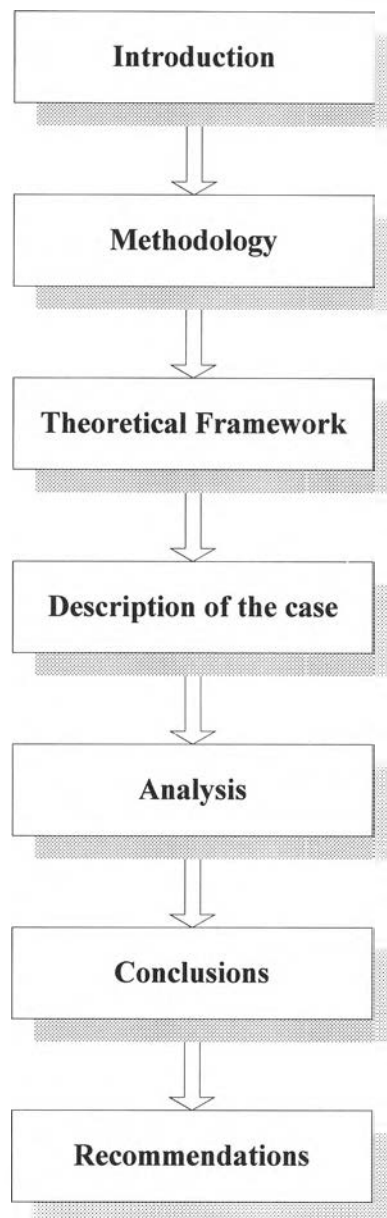 Introduction
Methodology
Theoretical Framework
Description of the case
Analysis
Conclusions
Recommendations